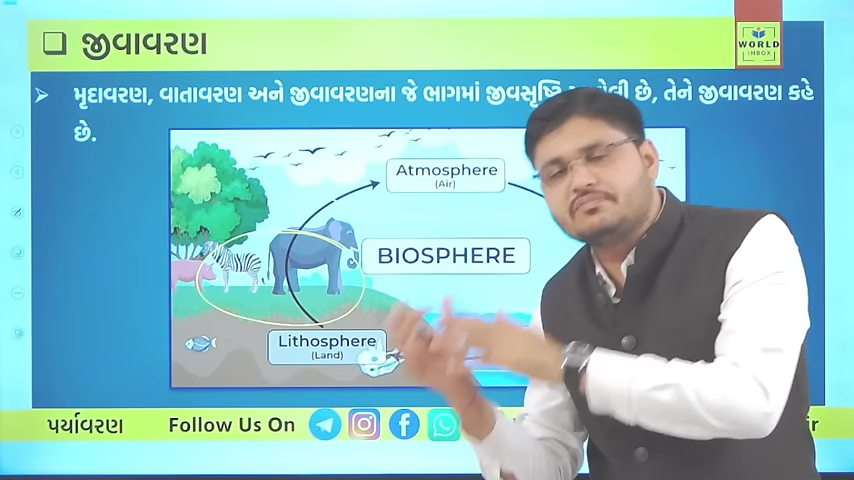 ❑ જીવાવરણ
WORLD
INBOX
➢ મૃદાવરણ, વાતાવરણ અને જીવાવરણના જે ભાગમાં જીવસૃષ્ટિ છે, તેને જીવાવરણ કહે
છે.
Atmosphere
(Air)
BIOSPHERE
Lithosphere
(Land)
પર્યાવરણ Follow Us On